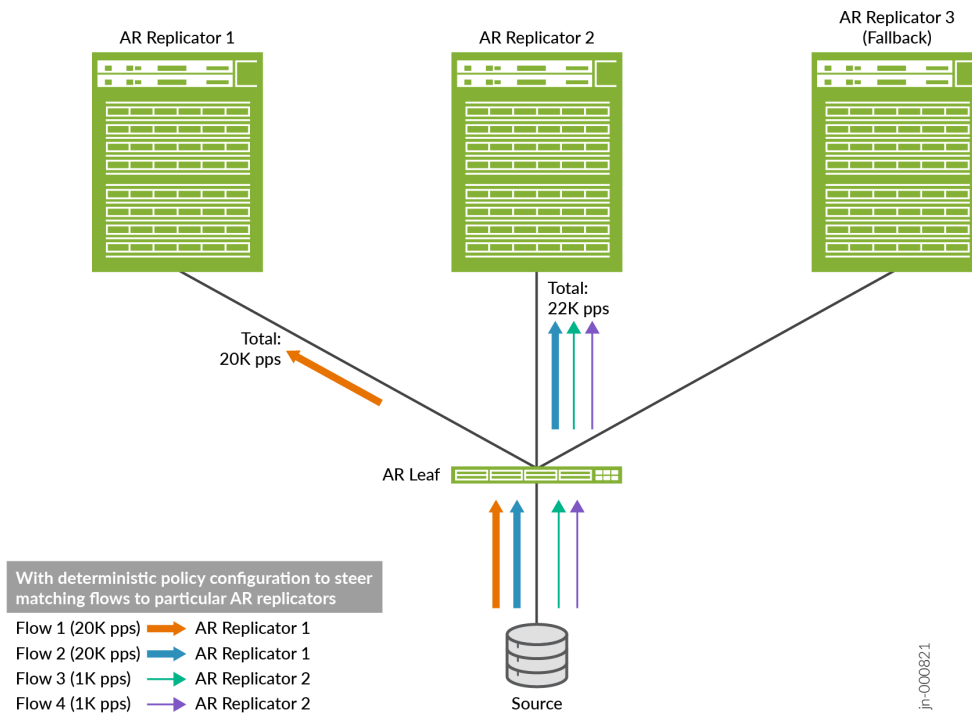 AR Replicator 1
AR Replicator 2
AR Replicator 3
(Fallback)
Total:
20K pps
Total:
22K pps
AR Leaf
With deterministic policy configuration to steer
matching flows to particular AR replicators
Flow 1 (20K pps) AR Replicator 1
Flow 2 (20K pps) AR Replicator 1
Flow 3 (1K pps) AR Replicator 2
Flow 4 (1K pps) AR Replicator 2
Source
jn-000821